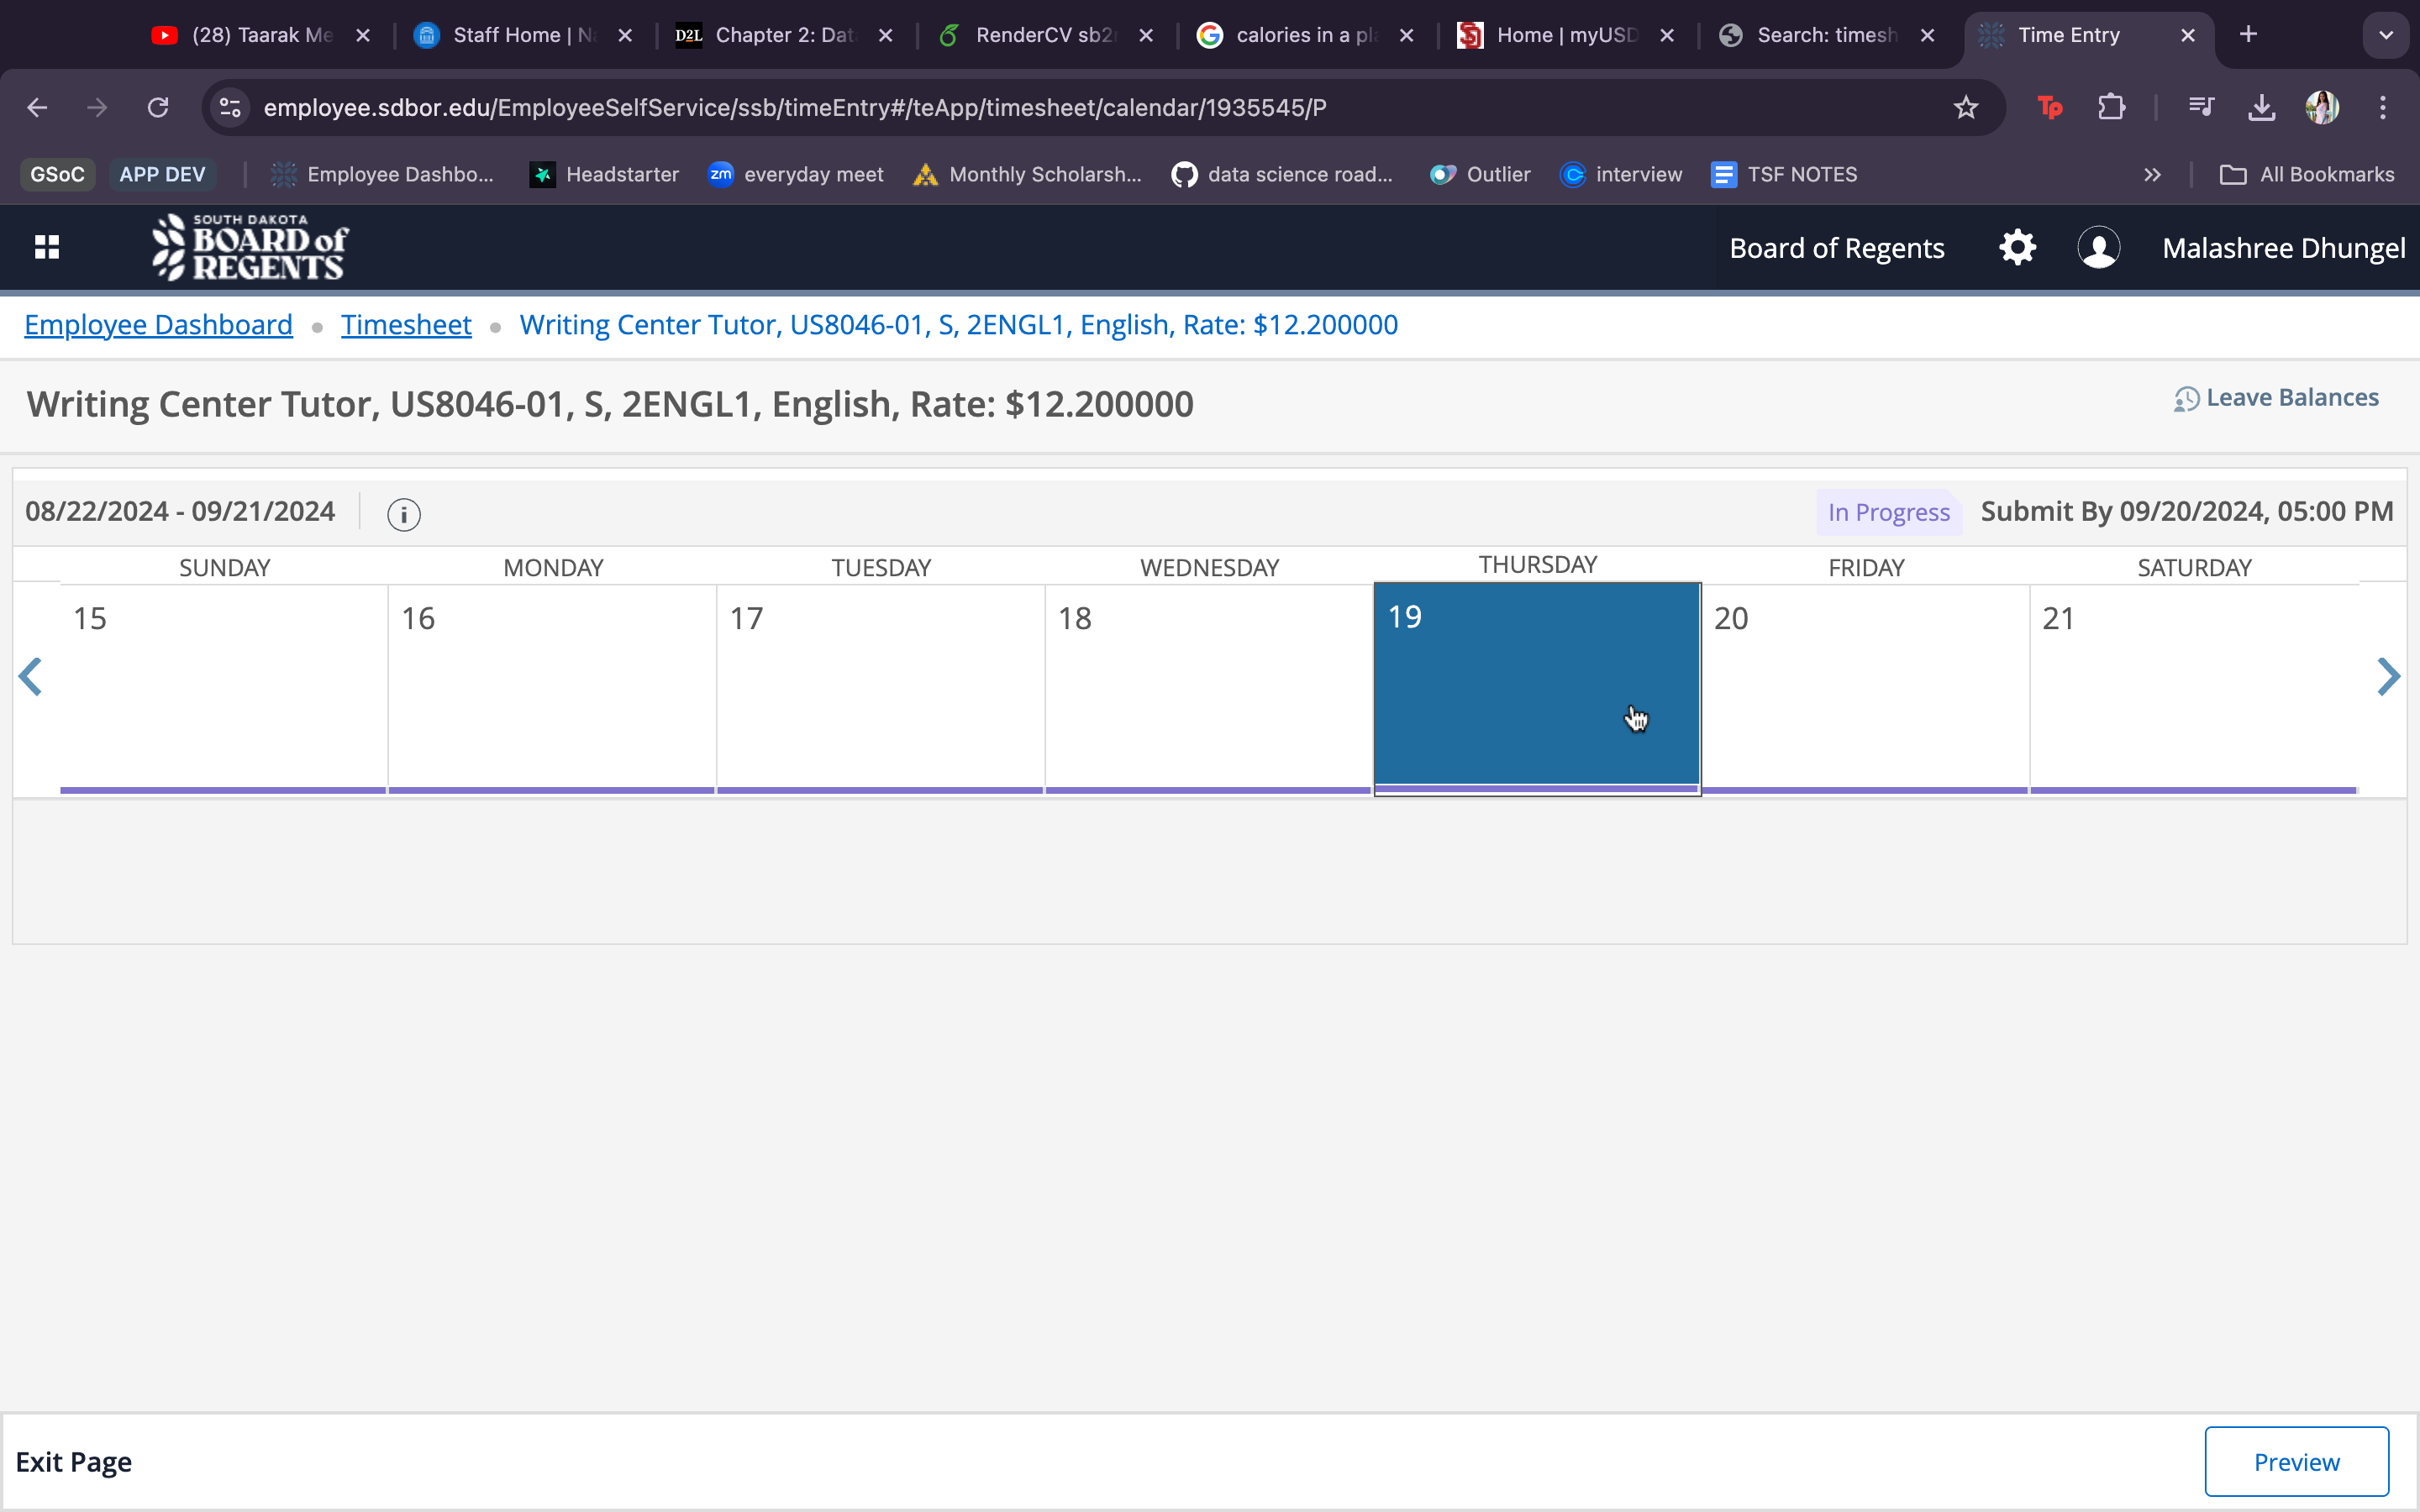 (28) Taarak Me
Staff Home | Na
D2L Chapter 2: Dat
RenderCV sb2
calories in a pl
Home | myUSD
Search: timesh
Time Entry
employee.sdbor.edu/EmployeeSelfService/ssb/timeEntry#/teApp/timesheet/calendar/1935545/P
Tp
GSoC
APP DEV
Employee Dashbo...
Headstarter
zm everyday meet
Monthly Scholarsh...
data science road...
Outlier
interview
TSF NOTES
All Bookmarks
SOUTH DAKOTA
BOARD of
REGENTS
Board of Regents
Malashree Dhungel
Employee Dashboard • Timesheet • Writing Center Tutor, US8046-01, S, 2ENGL1, English, Rate: $12.200000
Writing Center Tutor, US8046-01, S, 2ENGL1, English, Rate: $12.200000
Leave Balances
08/22/2024 - 09/21/2024
In Progress
Submit By 09/20/2024, 05:00 PM
SUNDAY MONDAY TUESDAY WEDNESDAY THURSDAY FRIDAY SATURDAY
15 16 17 18 19 20 21
Exit Page
Preview